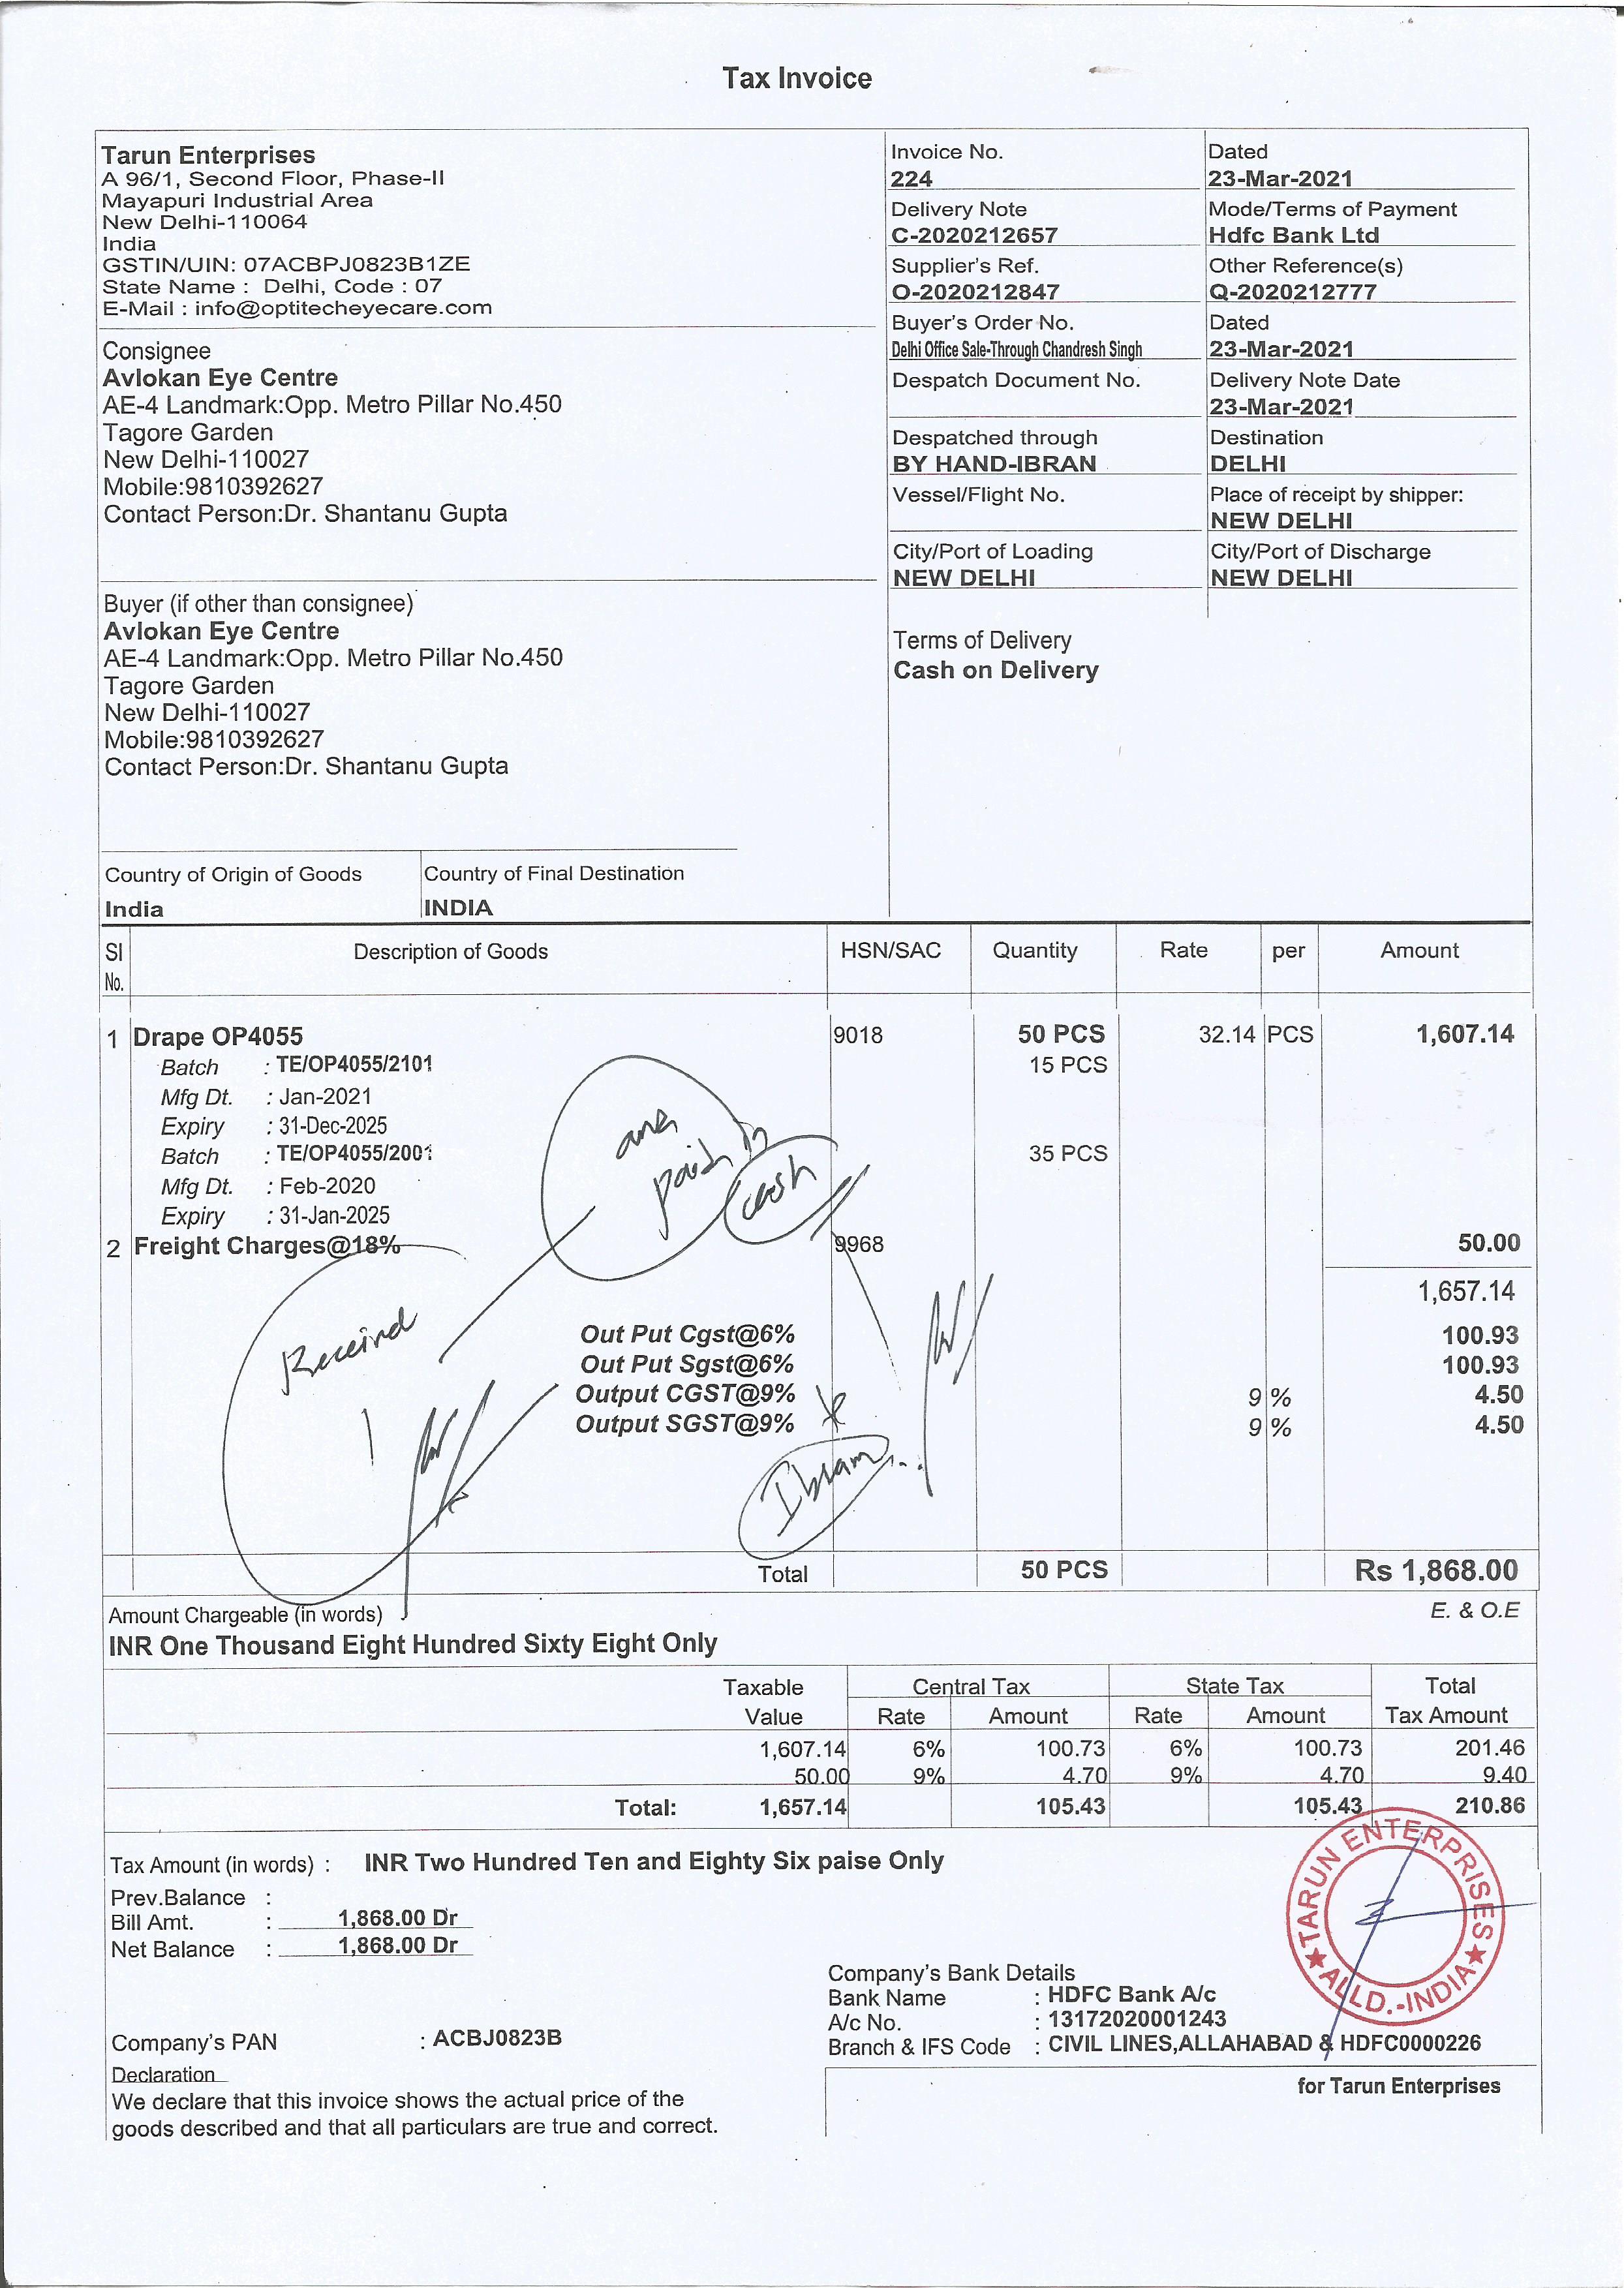 Tax Invoice
Tarun Enterprises
A 96/1, Second Floor, Phase-II
Mayapuri Industrial Area
New Delhi-110064
India
GSTIN/UIN: 07ACBPJ0823B1ZE
State Name : Delhi, Code : 07
E-Mail : info@optitecheyecare.com
Consignee
Avlokan Eye Centre
AE-4 Landmark:Opp. Metro Pillar No.450
Tagore Garden
New Delhi-110027
Mobile:9810392627
Contact Person:Dr. Shantanu Gupta
Buyer (if other than consignee)
Avlokan Eye Centre
AE-4 Landmark:Opp. Metro Pillar No.450
Tagore Garden
New Delhi-110027
Mobile:9810392627
Contact Person:Dr. Shantanu Gupta
Country of Origin of Goods Country of Final Destination
India INDIA
Invoice No. Dated
224 23-Mar-2021
Delivery Note Mode/Terms of Payment
C-2020212657 Hdfc Bank Ltd
Supplier's Ref. Other Reference(s)
O-2020212847 Q-2020212777
Buyer's Order No. Dated
Delhi Office Sale-Through Chandresh Singh 23-Mar-2021
Despatch Document No. Delivery Note Date
23-Mar-2021
Despatched through Destination
BY HAND-IBRAN DELHI
Vessel/Flight No. Place of receipt by shipper:
NEW DELHI
City/Port of Loading City/Port of Discharge
NEW DELHI NEW DELHI
Terms of Delivery
Cash on Delivery
SI Description of Goods HSN/SAC Quantity Rate per Amount
No.
1 Drape OP4055 9018 50 PCS 32.14 PCS 1,607.14
Batch : TE/OP4055/2101 15 PCS
Mfg Dt. : Jan-2021
Expiry : 31-Dec-2025
Batch : TE/OP4055/2001 35 PCS
Mfg Dt. : Feb-2020
Expiry : 31-Jan-2025
2 Freight Charges@18% 9968 50.00
1,657.14
Out Put Cgst@6% 100.93
Out Put Sgst@6% 100.93
Output CGST@9% 9 % 4.50
Output SGST@9% 9 % 4.50
Received
and
paid in
cash
Ibram
Total 50 PCS Rs 1,868.00
Amount Chargeable (in words) E. & O.E
INR One Thousand Eight Hundred Sixty Eight Only
Taxable Central Tax State Tax Total
Value Rate Amount Rate Amount Tax Amount
1,607.14 6% 100.73 6% 100.73 201.46
50.00 9% 4.70 9% 4.70 9.40
Total: 1,657.14 105.43 105.43 210.86
Tax Amount (in words) : INR Two Hundred Ten and Eighty Six paise Only
Prev.Balance :
Bill Amt. : 1,868.00 Dr
Net Balance : 1,868.00 Dr
TARUN ENTERPRISES
ALLD.-INDIA
Company's Bank Details
Bank Name : HDFC Bank A/c
A/c No. : 13172020001243
Branch & IFS Code : CIVIL LINES,ALLAHABAD & HDFC0000226
Company's PAN : ACBJ0823B
Declaration
We declare that this invoice shows the actual price of the
goods described and that all particulars are true and correct.
for Tarun Enterprises